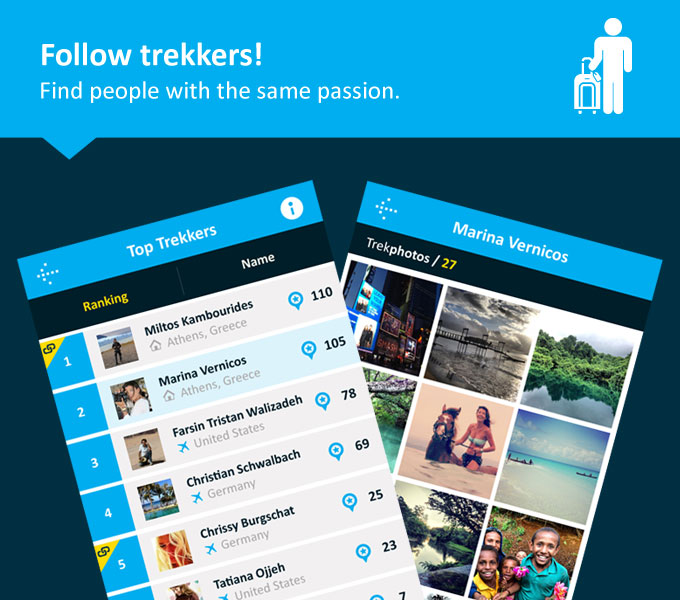 Follow trekkers!
Find people with the same passion.
Top Trekkers
i
Ranking
Name
1
Miltos Kambourides
Athens, Greece
110
2
Marina Vernicos
Athens, Greece
105
3
Farsin Tristan Walizadeh
United States
78
4
Christian Schwalbach
Germany
69
5
Chrissy Burgschat
Germany
25
Tatiana Ojjeh
United States
23
7
Marina Vernicos
Trekphotos / 27